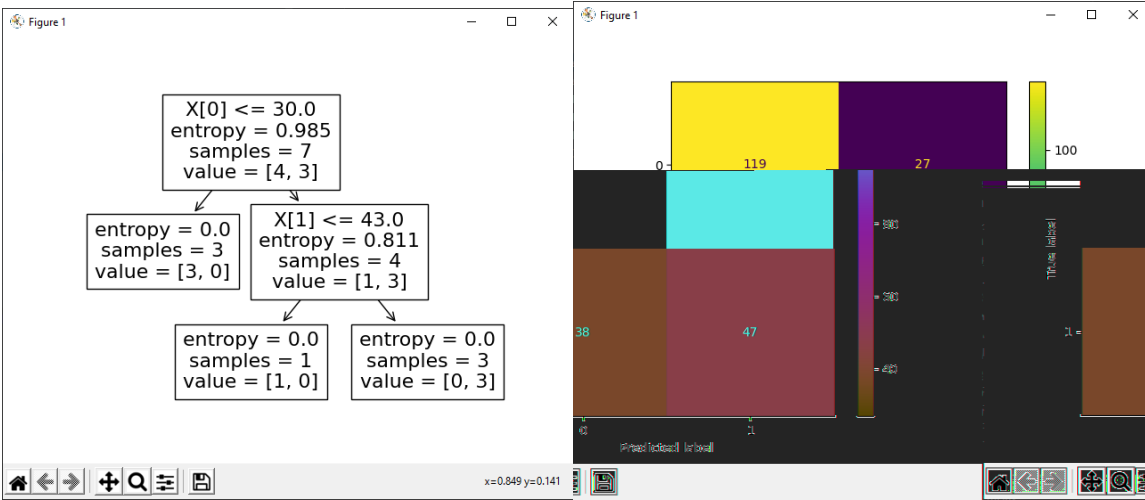 Figure 1
X[0] <= 30.0
entropy = 0.985
samples = 7
value = [4, 3]
entropy = 0.0
samples = 3
value = [3, 0]
X[1] <= 43.0
entropy = 0.811
samples = 4
value = [1, 3]
entropy = 0.0
samples = 1
value = [1, 0]
entropy = 0.0
samples = 3
value = [0, 3]
x=0.849 y=0.141
Figure 1
0
119
27
100
True label
1
38
47
0
1
Predicted label